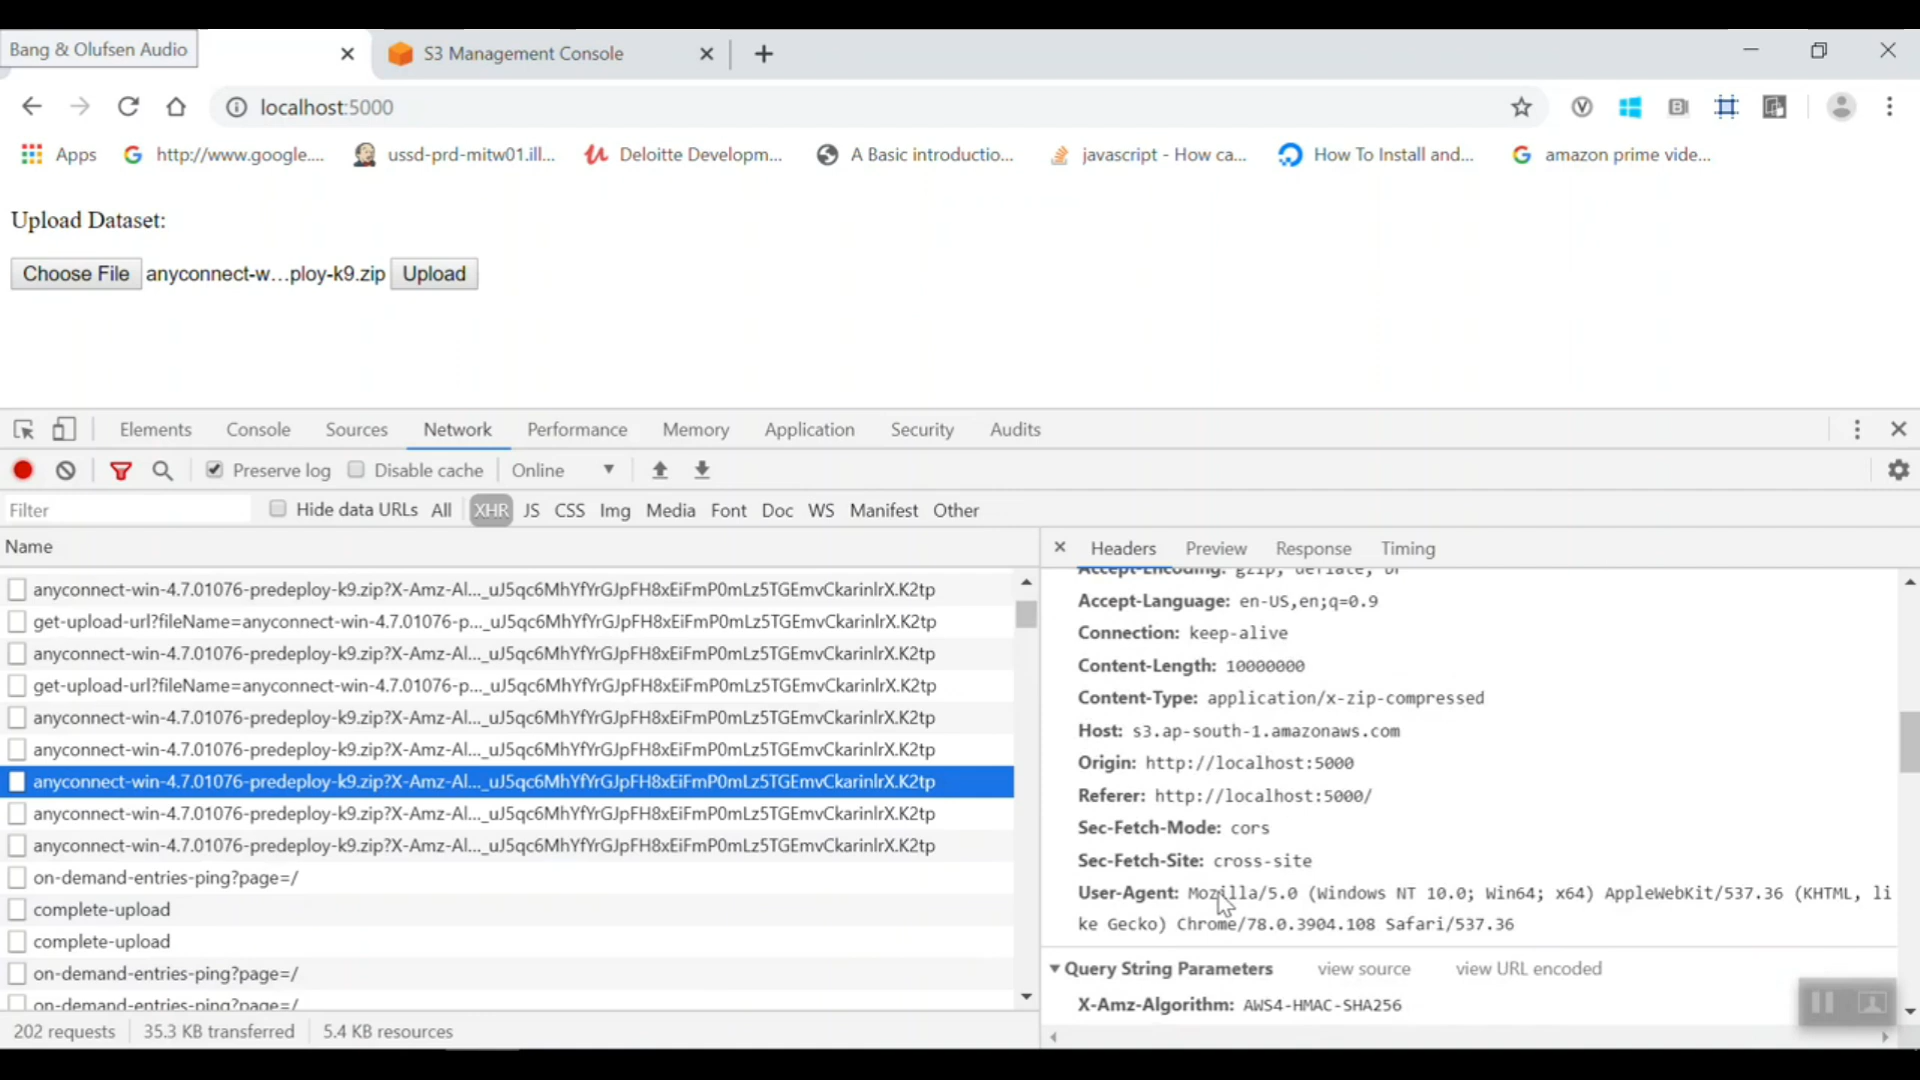 Bang & Olufsen Audio
S3 Management Console
localhost:5000
Apps
http://www.google....
ussd-prd-mitw01.ill...
Deloitte Developm...
A Basic introductio...
javascript - How ca...
How To Install and...
amazon prime vide...
Upload Dataset:
Choose File anyconnect-w...ploy-k9.zip Upload
Elements Console Sources Network Performance Memory Application Security Audits
Preserve log Disable cache Online
Filter Hide data URLs All XHR JS CSS Img Media Font Doc WS Manifest Other
Name
anyconnect-win-4.7.01076-predeploy-k9.zip?X-Amz-Al..._uJ5qc6MhYfYrGJpFH8xEiFmP0mLz5TGEmvCkarinlrX.K2tp
get-upload-url?fileName=anyconnect-win-4.7.01076-p..._uJ5qc6MhYfYrGJpFH8xEiFmP0mLz5TGEmvCkarinlrX.K2tp
anyconnect-win-4.7.01076-predeploy-k9.zip?X-Amz-Al..._uJ5qc6MhYfYrGJpFH8xEiFmP0mLz5TGEmvCkarinlrX.K2tp
get-upload-url?fileName=anyconnect-win-4.7.01076-p..._uJ5qc6MhYfYrGJpFH8xEiFmP0mLz5TGEmvCkarinlrX.K2tp
anyconnect-win-4.7.01076-predeploy-k9.zip?X-Amz-Al..._uJ5qc6MhYfYrGJpFH8xEiFmP0mLz5TGEmvCkarinlrX.K2tp
anyconnect-win-4.7.01076-predeploy-k9.zip?X-Amz-Al..._uJ5qc6MhYfYrGJpFH8xEiFmP0mLz5TGEmvCkarinlrX.K2tp
anyconnect-win-4.7.01076-predeploy-k9.zip?X-Amz-Al..._uJ5qc6MhYfYrGJpFH8xEiFmP0mLz5TGEmvCkarinlrX.K2tp
anyconnect-win-4.7.01076-predeploy-k9.zip?X-Amz-Al..._uJ5qc6MhYfYrGJpFH8xEiFmP0mLz5TGEmvCkarinlrX.K2tp
anyconnect-win-4.7.01076-predeploy-k9.zip?X-Amz-Al..._uJ5qc6MhYfYrGJpFH8xEiFmP0mLz5TGEmvCkarinlrX.K2tp
on-demand-entries-ping?page=/
complete-upload
complete-upload
on-demand-entries-ping?page=/
on-demand-entries-ping?page=/
202 requests 35.3 KB transferred 5.4 KB resources
Headers Preview Response Timing
Accept-Encoding: gzip, deflate, br
Accept-Language: en-US,en;q=0.9
Connection: keep-alive
Content-Length: 10000000
Content-Type: application/x-zip-compressed
Host: s3.ap-south-1.amazonaws.com
Origin: http://localhost:5000
Referer: http://localhost:5000/
Sec-Fetch-Mode: cors
Sec-Fetch-Site: cross-site
User-Agent: Mozilla/5.0 (Windows NT 10.0; Win64; x64) AppleWebKit/537.36 (KHTML, li
ke Gecko) Chrome/78.0.3904.108 Safari/537.36
Query String Parameters view source view URL encoded
X-Amz-Algorithm: AWS4-HMAC-SHA256